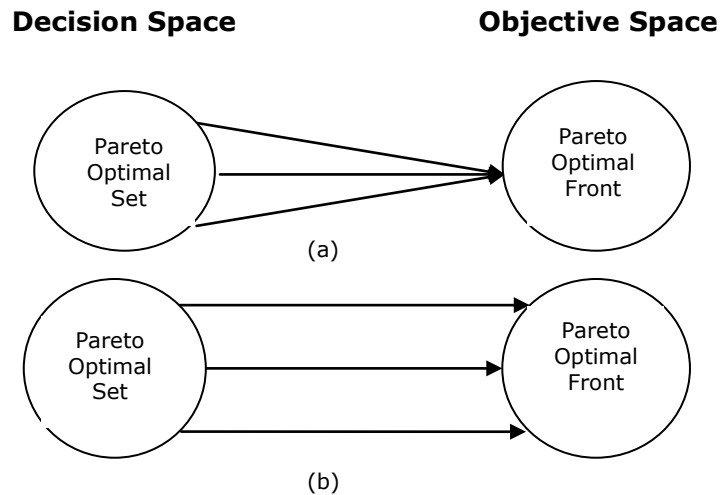 Decision Space
Objective Space
Pareto
Optimal
Set
Pareto
Optimal
Front
(a)
Pareto
Optimal
Set
Pareto
Optimal
Front
(b)